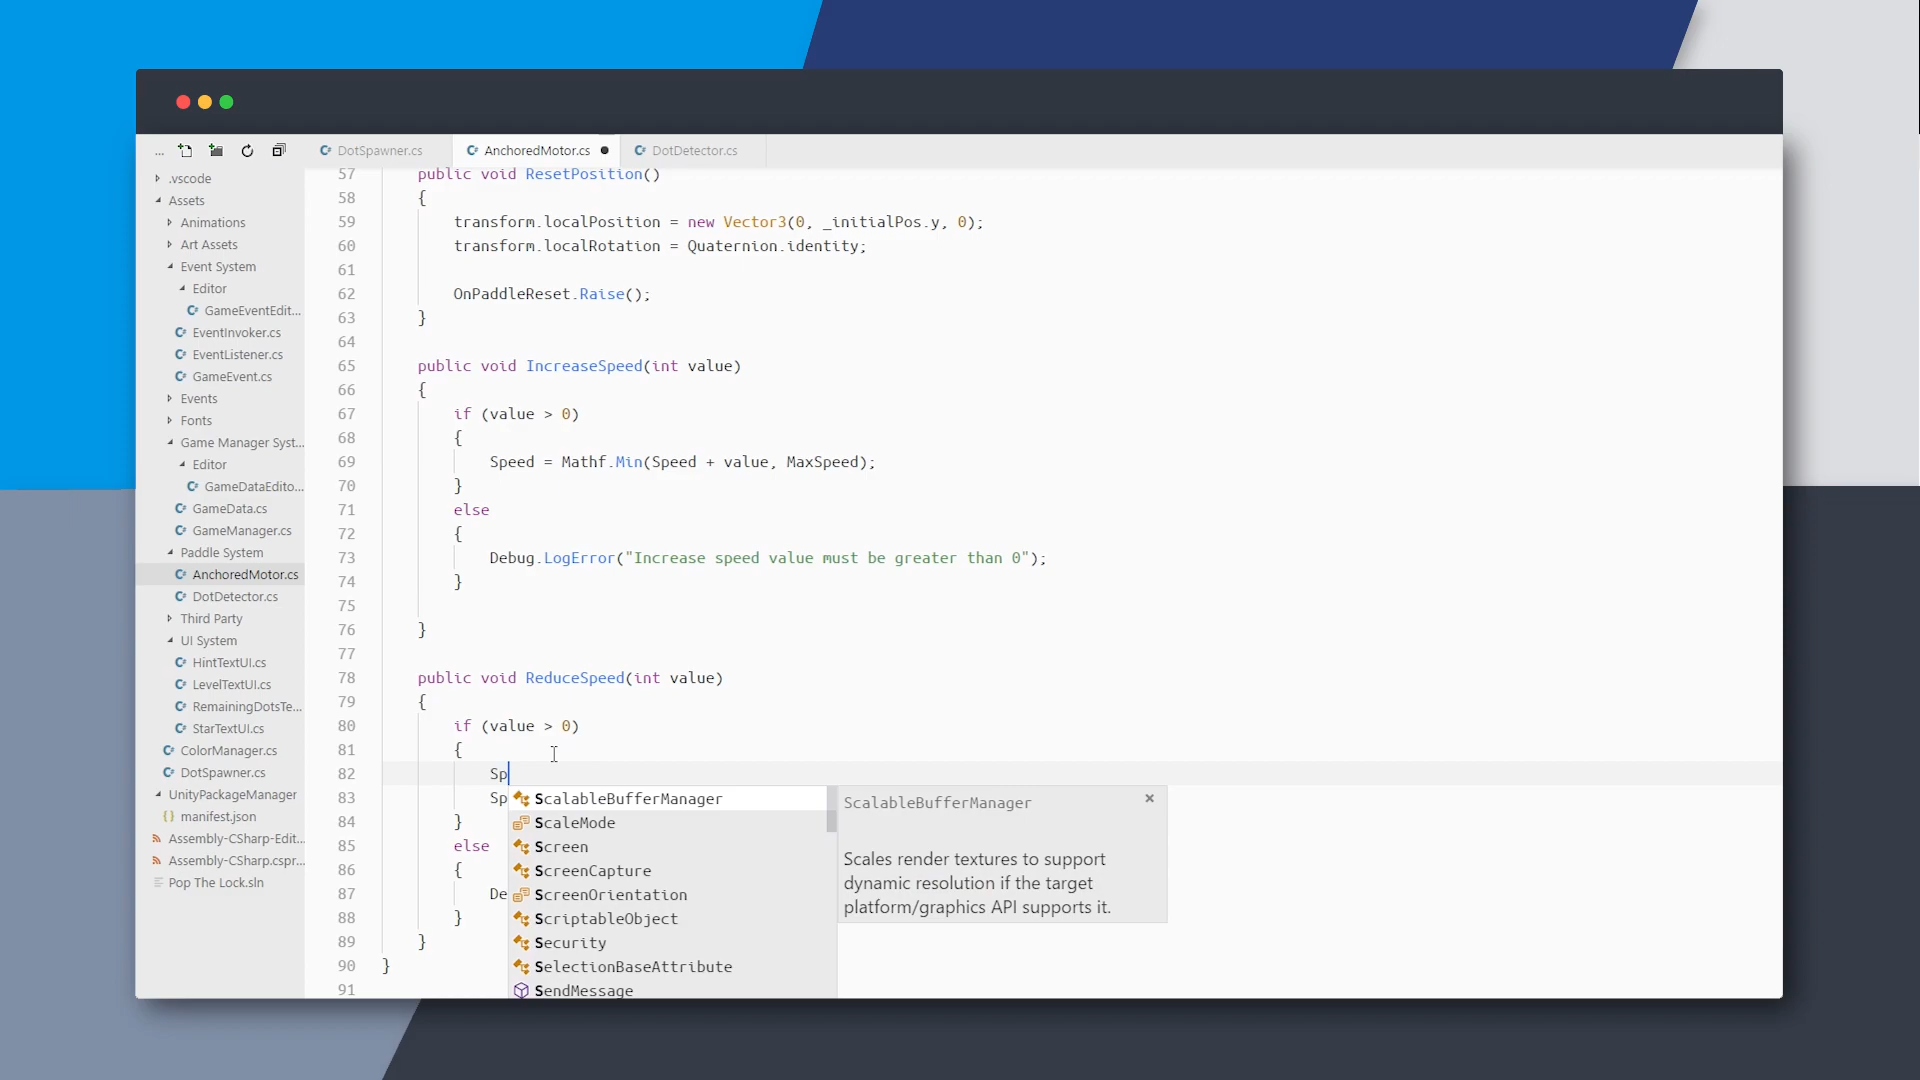 ... DotSpawner.cs AnchoredMotor.cs DotDetector.cs
.vscode
Assets
Animations
Art Assets
Event System
Editor
GameEventEdit...
EventInvoker.cs
EventListener.cs
GameEvent.cs
Events
Fonts
Game Manager Syst...
Editor
GameDataEdito...
GameData.cs
GameManager.cs
Paddle System
AnchoredMotor.cs
DotDetector.cs
Third Party
UI System
HintTextUI.cs
LevelTextUI.cs
RemainingDotsTe...
StarTextUI.cs
ColorManager.cs
DotSpawner.cs
UnityPackageManager
{} manifest.json
Assembly-CSharp-Edit...
Assembly-CSharp.cspr...
Pop The Lock.sln
57 public void ResetPosition()
58 {
59 transform.localPosition = new Vector3(0, _initialPos.y, 0);
60 transform.localRotation = Quaternion.identity;
61
62 OnPaddleReset.Raise();
63 }
64
65 public void IncreaseSpeed(int value)
66 {
67 if (value > 0)
68 {
69 Speed = Mathf.Min(Speed + value, MaxSpeed);
70 }
71 else
72 {
73 Debug.LogError("Increase speed value must be greater than 0");
74 }
75
76 }
77
78 public void ReduceSpeed(int value)
79 {
80 if (value > 0)
81 {
82 Sp
83 Sp
84 }
85 else
86 {
87 De
88 }
89 }
90 }
91
ScalableBufferManager
ScaleMode
Screen
ScreenCapture
ScreenOrientation
ScriptableObject
Security
SelectionBaseAttribute
SendMessage
ScalableBufferManager
Scales render textures to support
dynamic resolution if the target
platform/graphics API supports it.